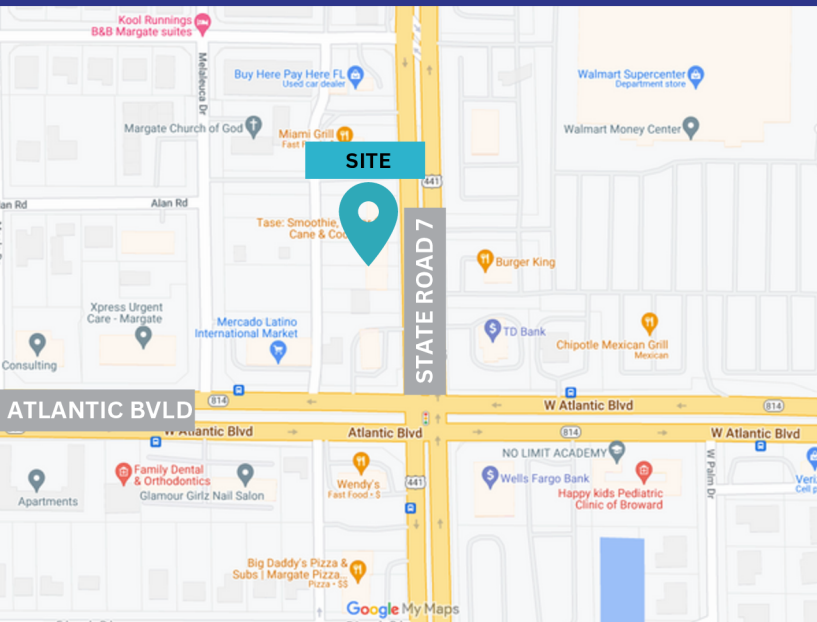 Kool Runnings
B&B Margate suites
Melaleuca Dr
Buy Here Pay Here FL
Used car dealer
Walmart Supercenter
Department store
Margate Church of God
Miami Grill
Walmart Money Center
SITE
441
Alan Rd
Alan Rd
Tase: Smoothie,
STATE ROAD 7
Burger King
Xpress Urgent
Care - Margate
Mercado Latino
International Market
TD Bank
Chipotle Mexican Grill
Mexican
Consulting
814
ATLANTIC BVLD
W Atlantic Blvd
814
W Atlantic Blvd
Atlantic Blvd
814
W Atlantic Blvd
NO LIMIT ACADEMY
W Palm Dr
Family Dental
& Orthodontics
Glamour Girlz Nail Salon
Apartments
Wendy's
Fast Food • $
441
Wells Fargo Bank
Happy kids Pediatric
Clinic of Broward
Big Daddy's Pizza &
Subs | Margate Pizza...
Pizza • $$
Google My Maps